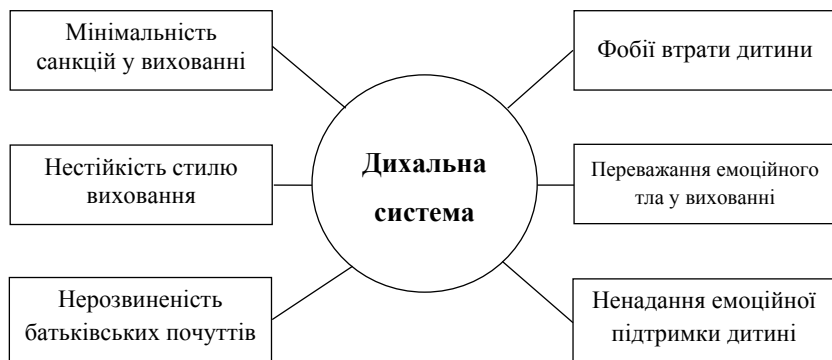 Мінімальність
санкцій у вихованні
Фобії втрати дитини
Нестійкість стилю
виховання
Дихальна
система
Переважання емоційного
тла у вихованні
Нерозвиненість
батьківських почуттів
Ненадання емоційної
підтримки дитині